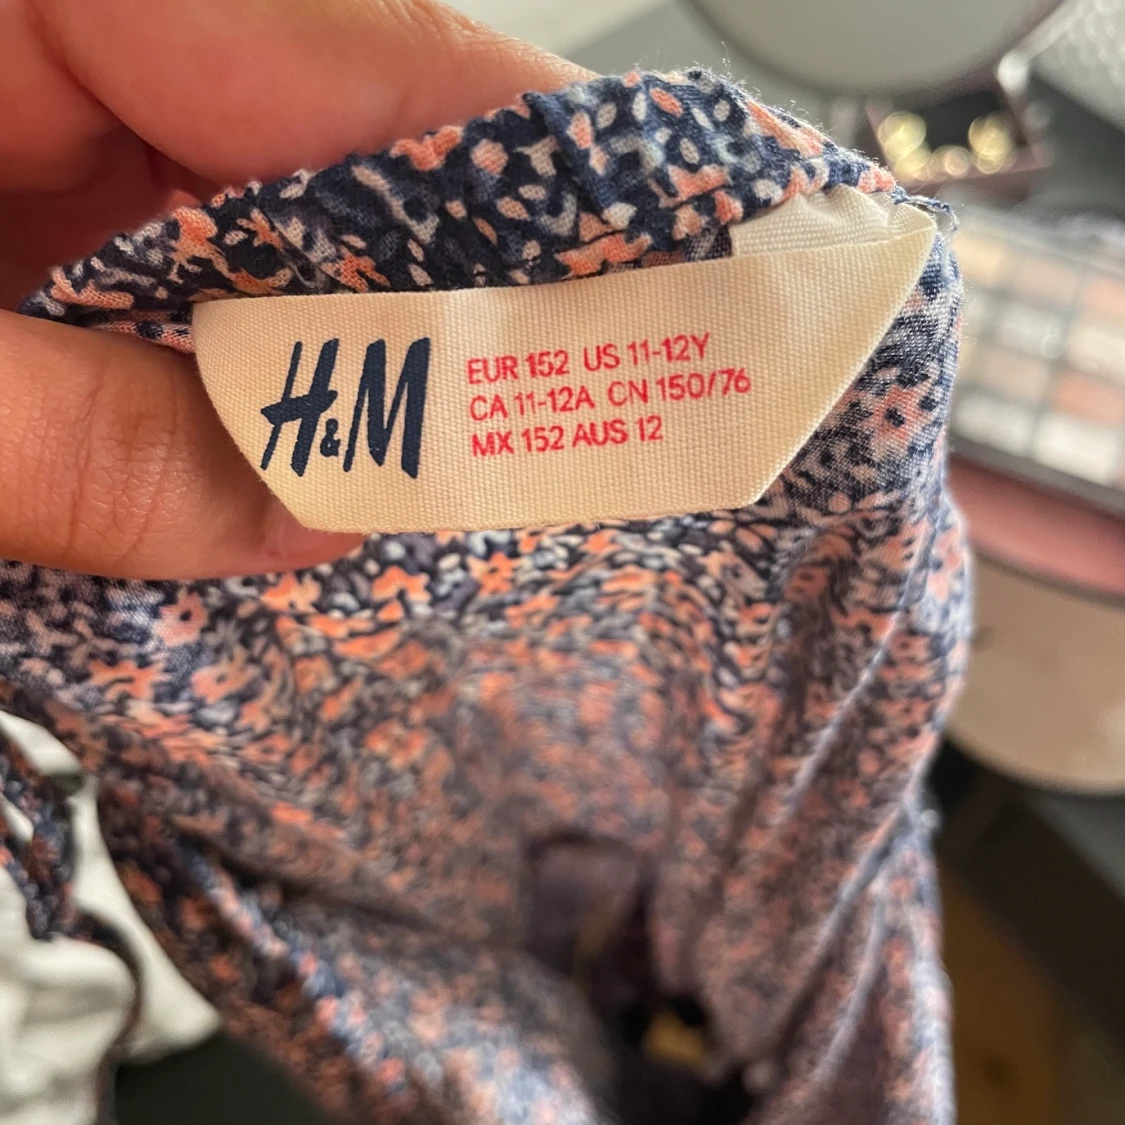 H&M
EUR 152 US 11-12Y
CA 11-12A CN 150/76
MX 152 AUS 12